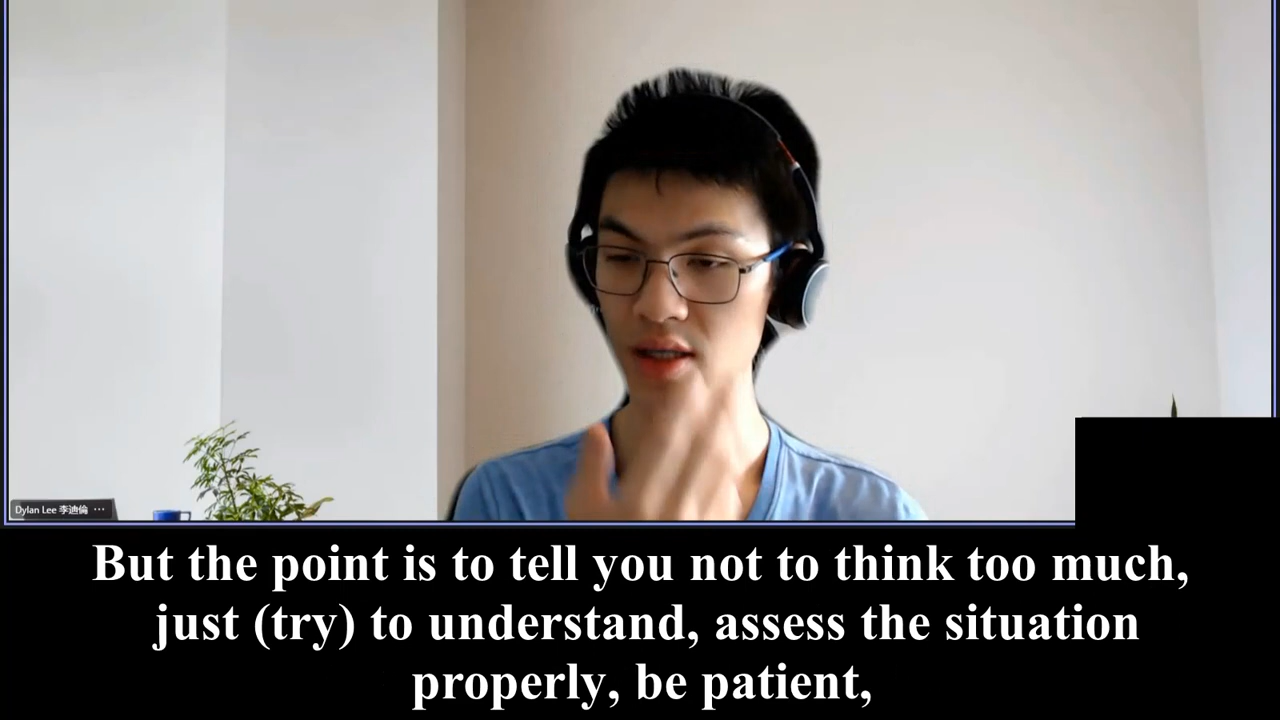 Dylan Lee 李迪倫 ···
But the point is to tell you not to think too much,
just (try) to understand, assess the situation
properly, be patient,